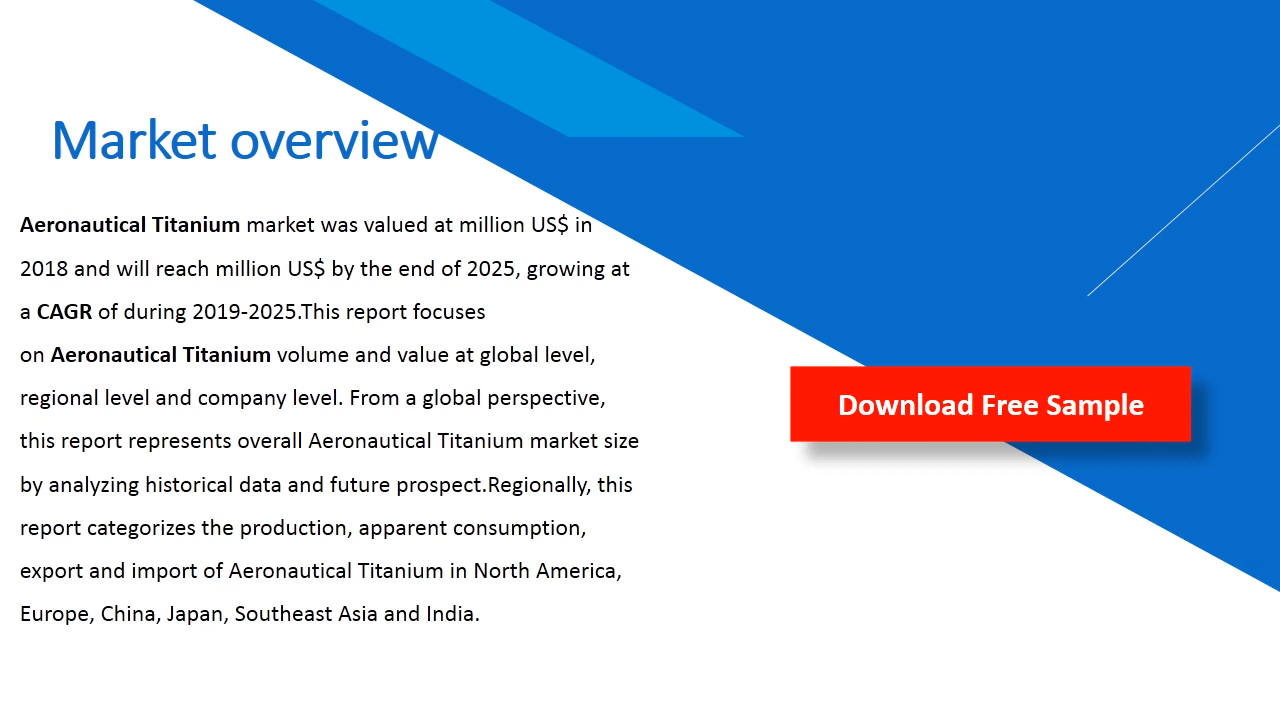 Market overview
Aeronautical Titanium market was valued at million US$ in
2018 and will reach million US$ by the end of 2025, growing at
a CAGR of during 2019-2025.This report focuses
on Aeronautical Titanium volume and value at global level,
regional level and company level. From a global perspective,
this report represents overall Aeronautical Titanium market size
by analyzing historical data and future prospect.Regionally, this
report categorizes the production, apparent consumption,
export and import of Aeronautical Titanium in North America,
Europe, China, Japan, Southeast Asia and India.
Download Free Sample